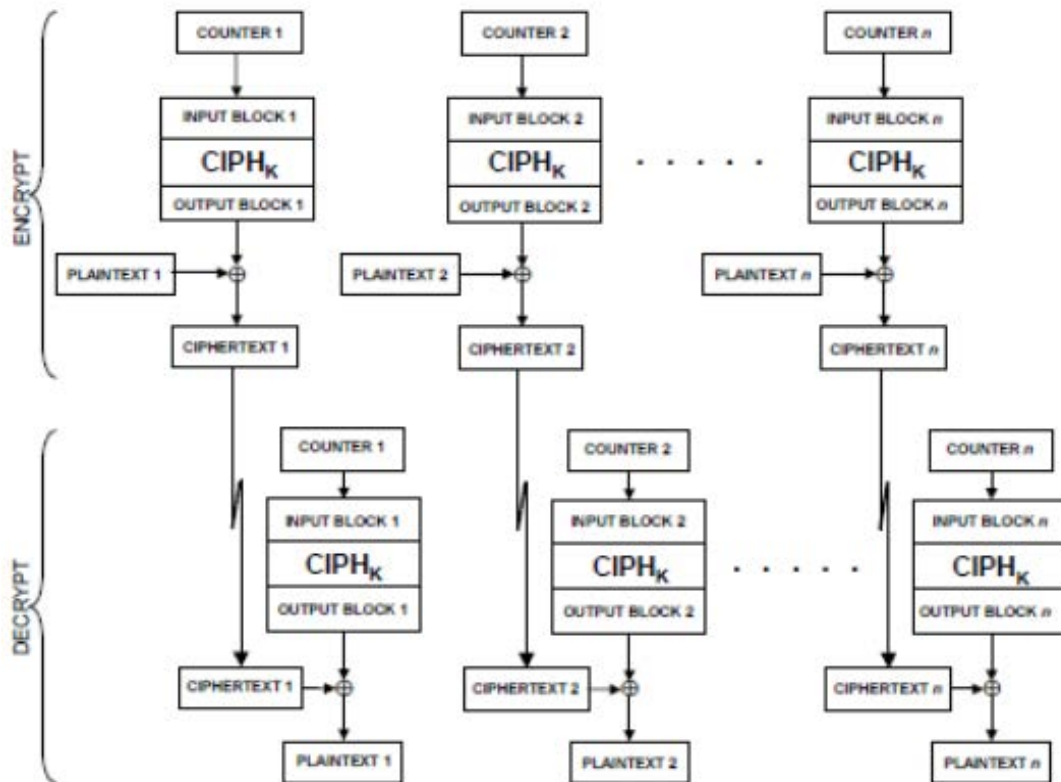 ENCRYPT
COUNTER 1 COUNTER 2 COUNTER n
INPUT BLOCK 1 INPUT BLOCK 2 INPUT BLOCK n
CIPHK CIPHK CIPHK
OUTPUT BLOCK 1 OUTPUT BLOCK 2 OUTPUT BLOCK n
PLAINTEXT 1 PLAINTEXT 2 PLAINTEXT n
CIPHERTEXT 1 CIPHERTEXT 2 CIPHERTEXT n
DECRYPT
COUNTER 1 COUNTER 2 COUNTER n
INPUT BLOCK 1 INPUT BLOCK 2 INPUT BLOCK n
CIPHK CIPHK CIPHK
OUTPUT BLOCK 1 OUTPUT BLOCK 2 OUTPUT BLOCK n
CIPHERTEXT 1 CIPHERTEXT 2 CIPHERTEXT n
PLAINTEXT 1 PLAINTEXT 2 PLAINTEXT n